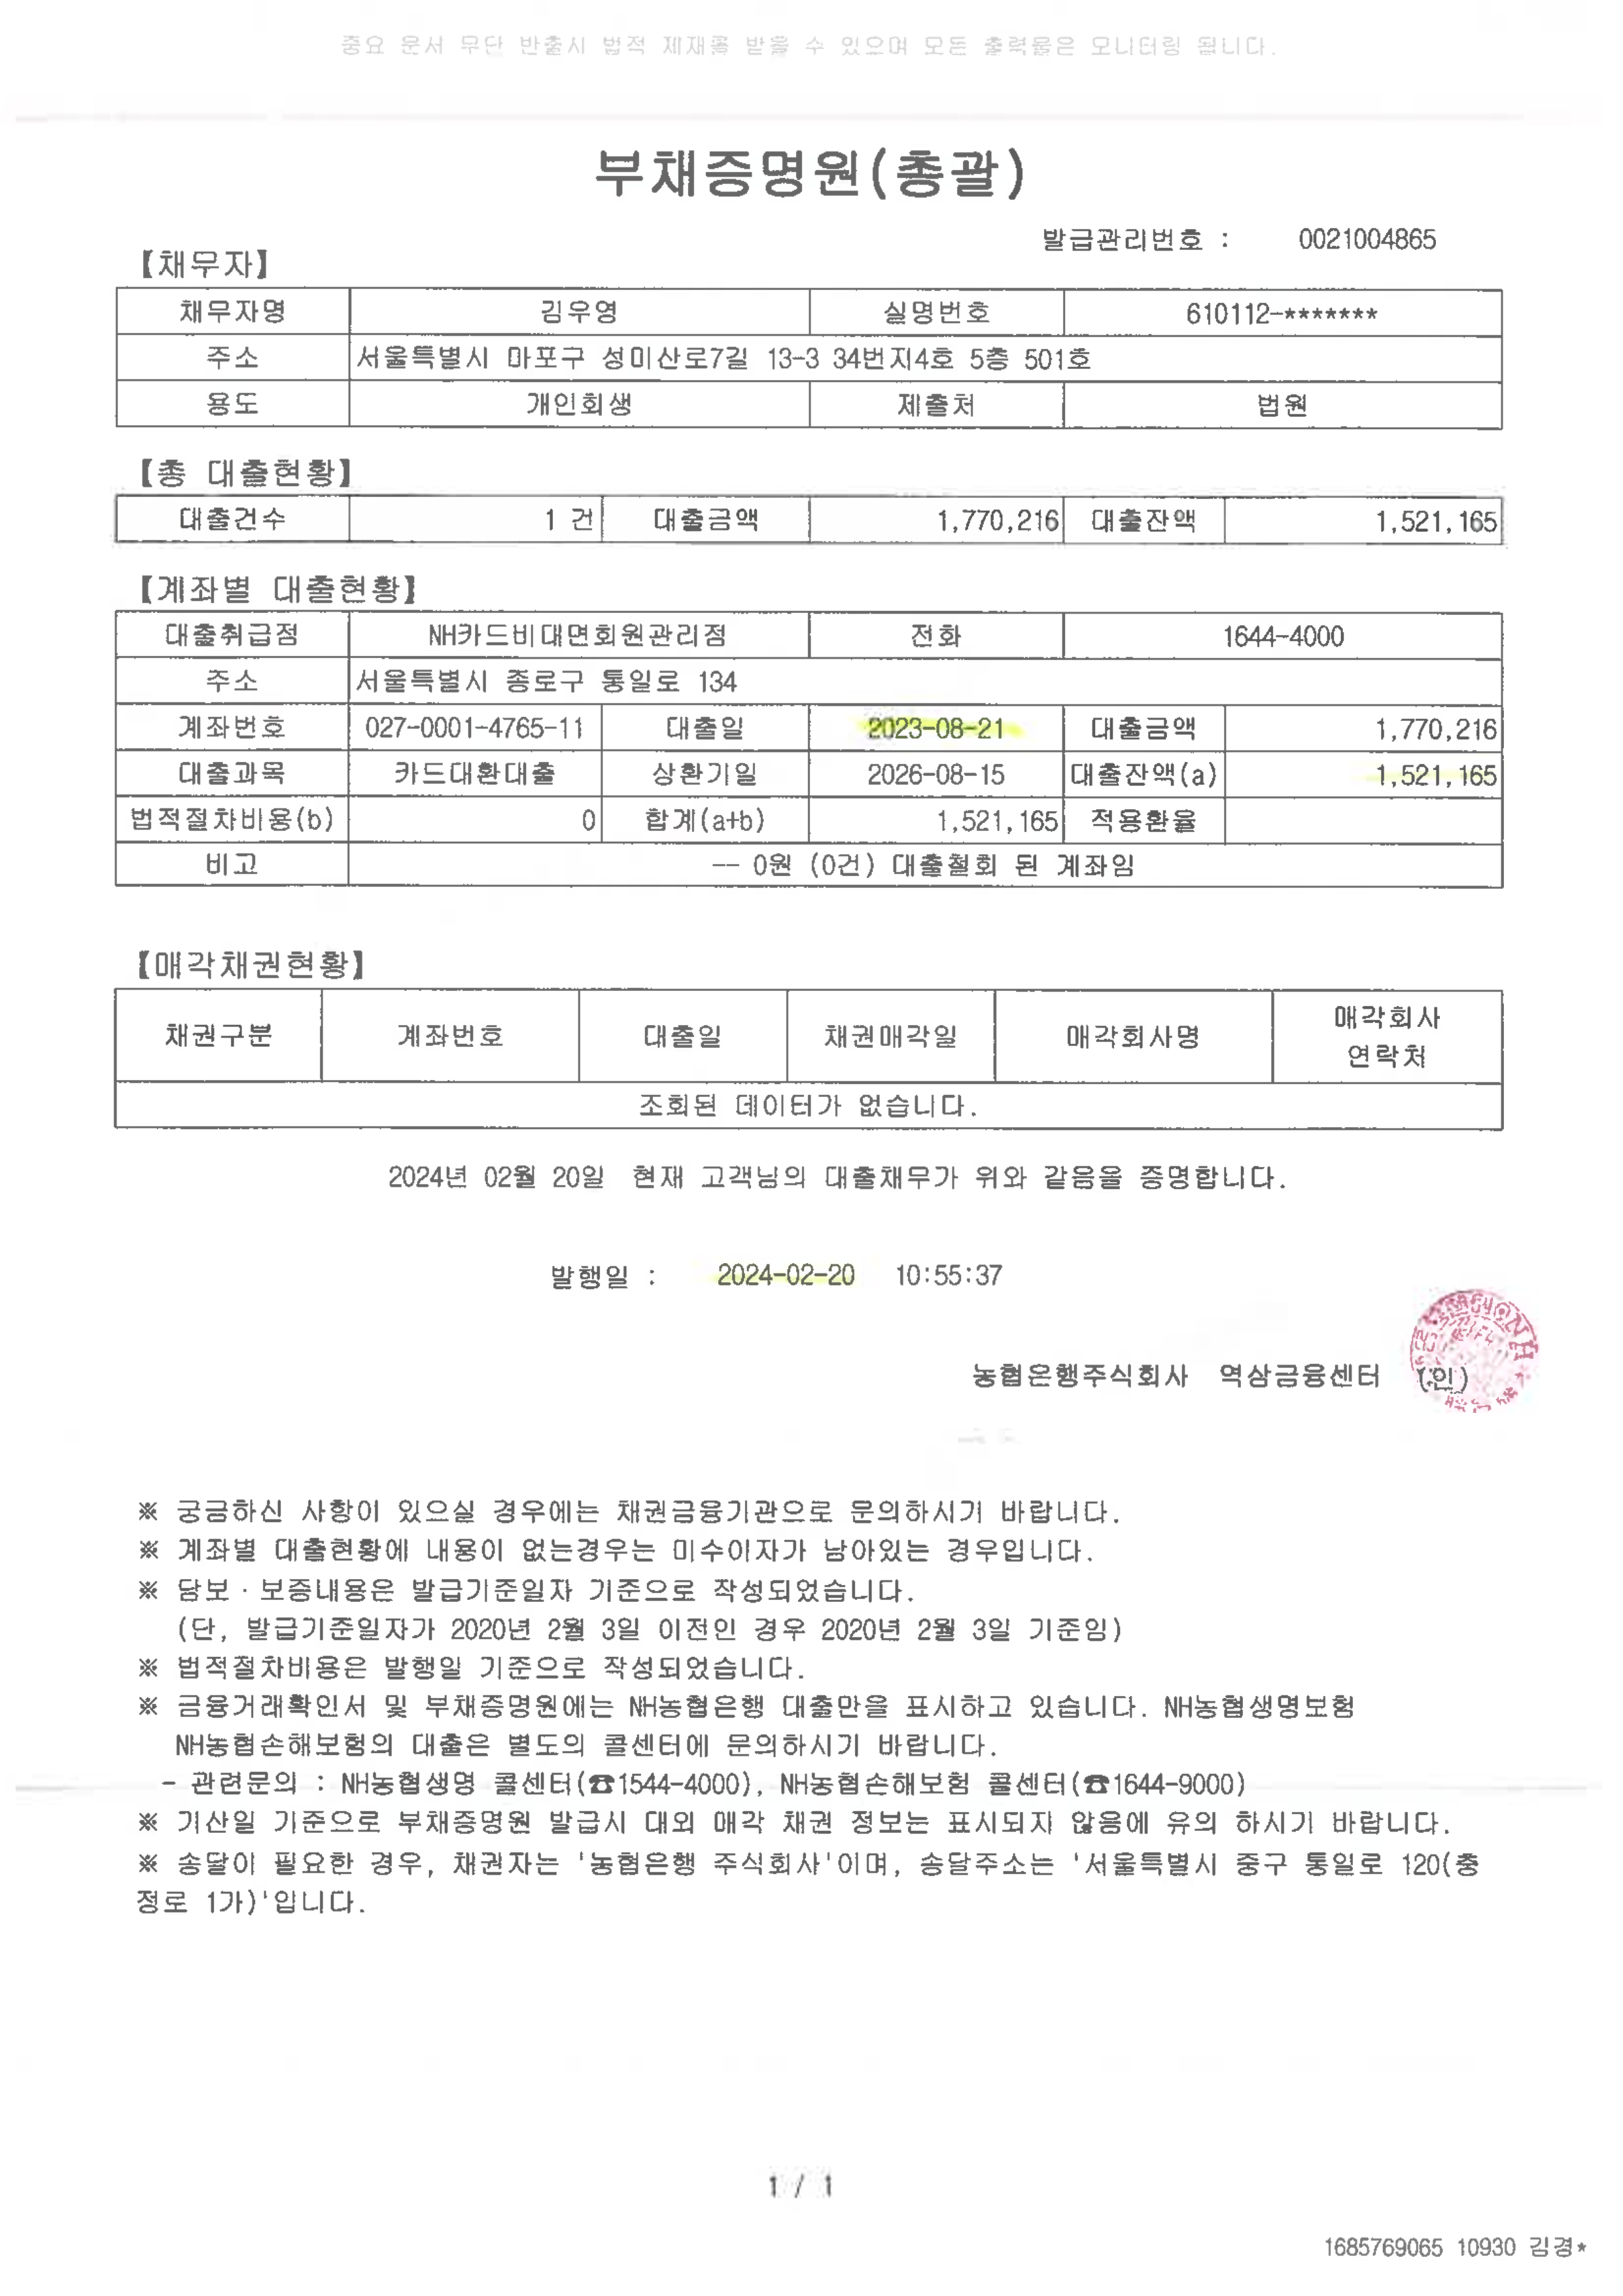 중요 문서 무단 반출시 법적 제재를 받을 수 있으며 모든 출력물은 모니터링 됩니다.
부채증명원(총괄)
발급관리번호 : 0021004865
【채무자】
채무자명 김우영 실명번호 610112-*******
주소 서울특별시 마포구 성미산로7길 13-3 34번지4호 5층 501호
용도 개인회생 제출처 법원
【총 대출현황】
대출건수 1 건 대출금액 1,770,216 대출잔액 1,521,165
【계좌별 대출현황】
대출취급점 NH카드비대면회원관리점 전화 1644-4000
주소 서울특별시 종로구 통일로 134
계좌번호 027-0001-4765-11 대출일 2023-08-21 대출금액 1,770,216
대출과목 카드대환대출 상환기일 2026-08-15 대출잔액(a) 1,521,165
법적절차비용(b) 0 합계(a+b) 1,521,165 적용환율
비고 -- 0원 (0건) 대출철회 된 계좌임
【매각채권현황】
채권구분 계좌번호 대출일 채권매각일 매각회사명 매각회사 연락처
조회된 데이터가 없습니다.
2024년 02월 20일 현재 고객님의 대출채무가 위와 같음을 증명합니다.
발행일 : 2024-02-20 10:55:37
농협은행주식회사 역삼금융센터 (인)
※ 궁금하신 사항이 있으실 경우에는 채권금융기관으로 문의하시기 바랍니다.
※ 계좌별 대출현황에 내용이 없는경우는 미수이자가 남아있는 경우입니다.
※ 담보·보증내용은 발급기준일자 기준으로 작성되었습니다.
(단, 발급기준일자가 2020년 2월 3일 이전인 경우 2020년 2월 3일 기준임)
※ 법적절차비용은 발행일 기준으로 작성되었습니다.
※ 금융거래확인서 및 부채증명원에는 NH농협은행 대출만을 표시하고 있습니다. NH농협생명보험
NH농협손해보험의 대출은 별도의 콜센터에 문의하시기 바랍니다.
- 관련문의 : NH농협생명 콜센터(☎1544-4000), NH농협손해보험 콜센터(☎1644-9000)
※ 기산일 기준으로 부채증명원 발급시 대외 매각 채권 정보는 표시되지 않음에 유의 하시기 바랍니다.
※ 송달이 필요한 경우, 채권자는 '농협은행 주식회사'이며, 송달주소는 '서울특별시 중구 통일로 120(충
정로 1가)'입니다.
1 / 1
1685769065 10930 김경*